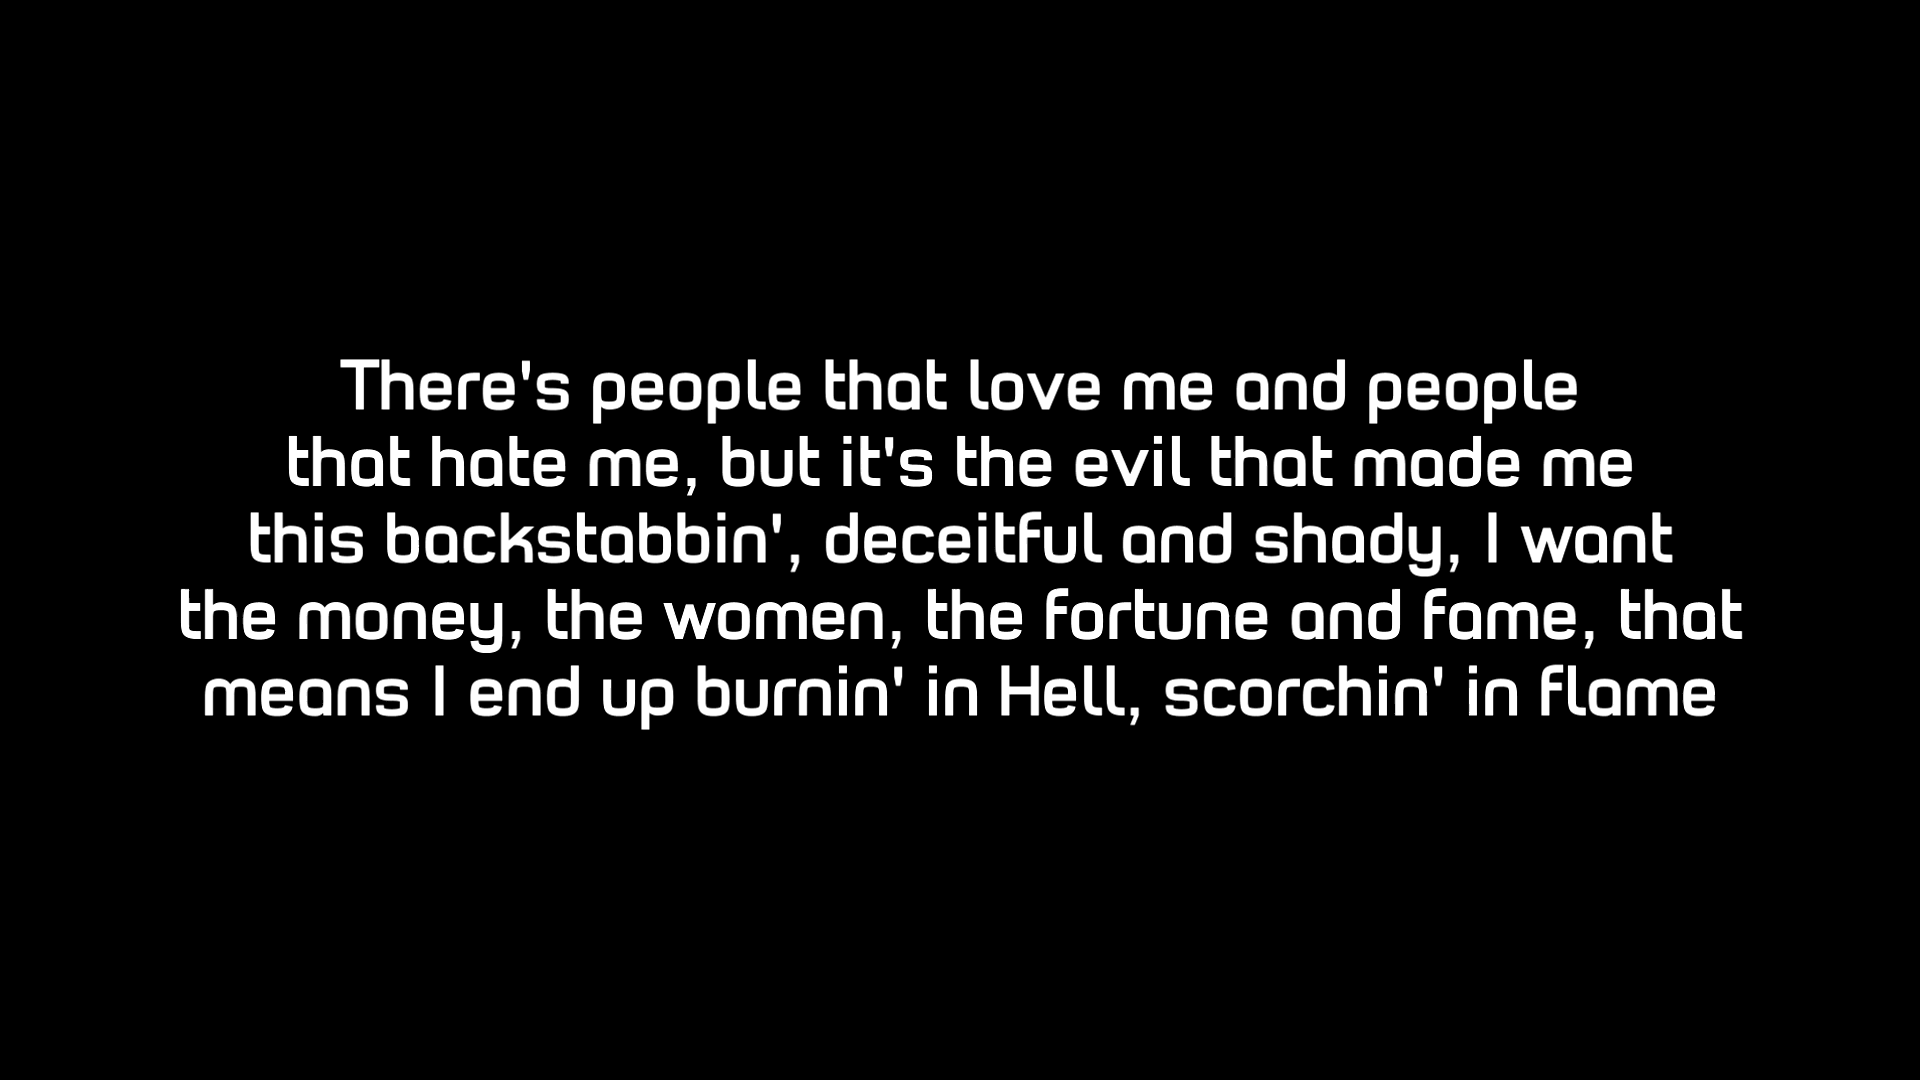 There's people that love me and people
that hate me, but it's the evil that made me
this backstabbin', deceitful and shady, I want
the money, the women, the fortune and fame, that
means I end up burnin' in Hell, scorchin' in flame